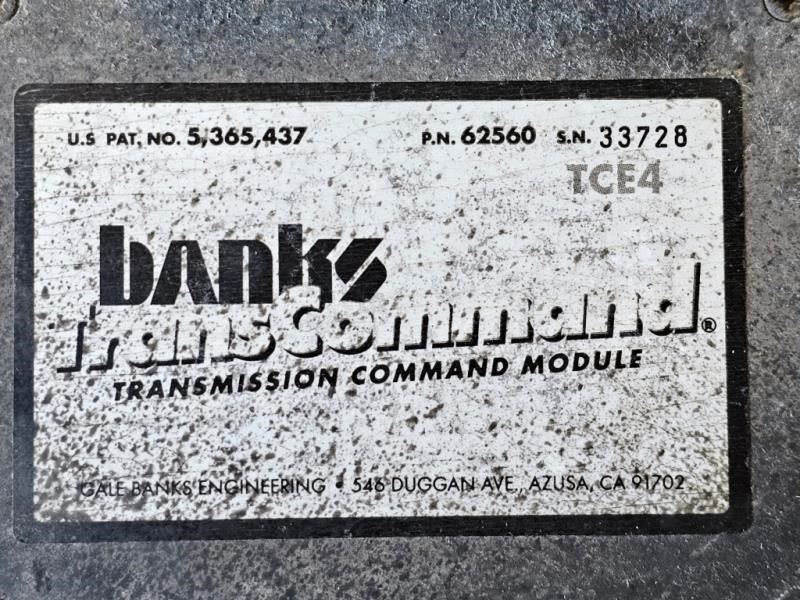 U.S PAT. NO. 5,365,437 P.N. 62560 S.N. 33728
TCE4
banks
TransCommand®
TRANSMISSION COMMAND MODULE
GALE BANKS ENGINEERING • 546 DUGGAN AVE., AZUSA, CA 91702